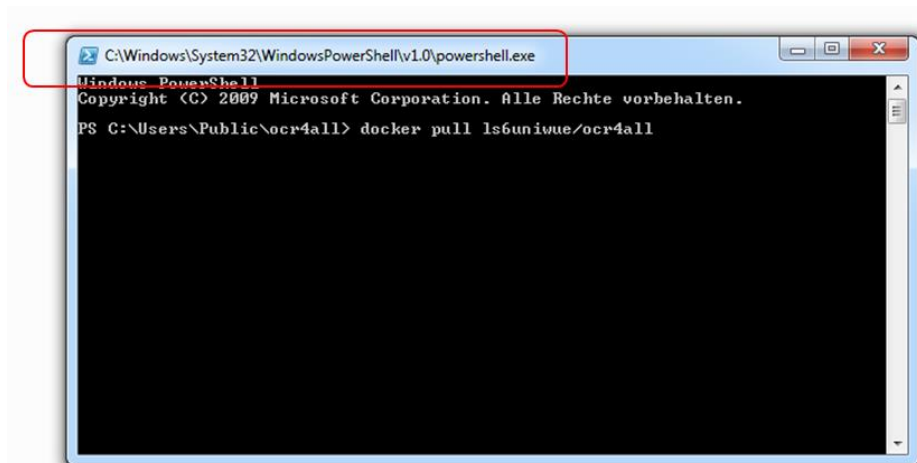 C:\Windows\System32\WindowsPowerShell\v1.0\powershell.exe
Windows PowerShell
Copyright (C) 2009 Microsoft Corporation. Alle Rechte vorbehalten.
PS C:\Users\Public\ocr4all> docker pull ls6uniwue/ocr4all